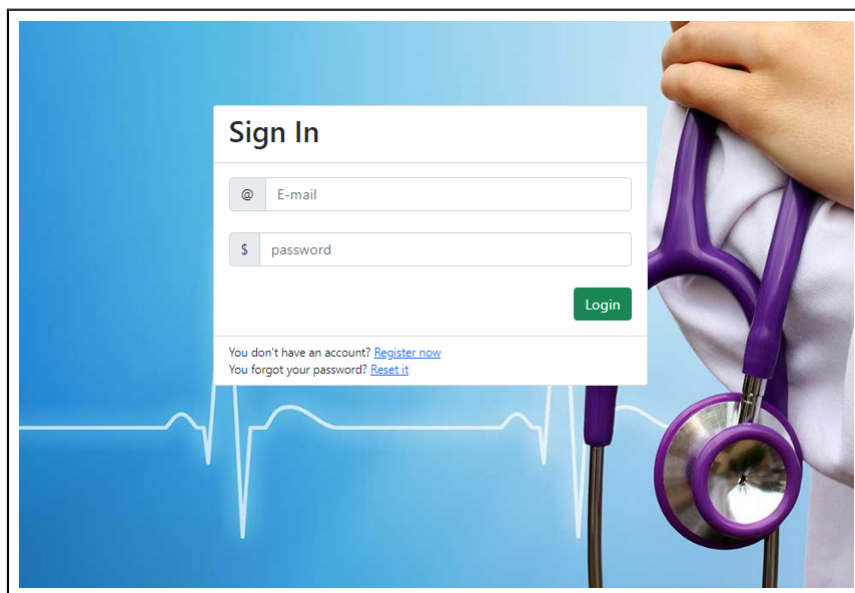 Sign In
@ E-mail
$ password
Login
You don't have an account? Register now
You forgot your password? Reset it